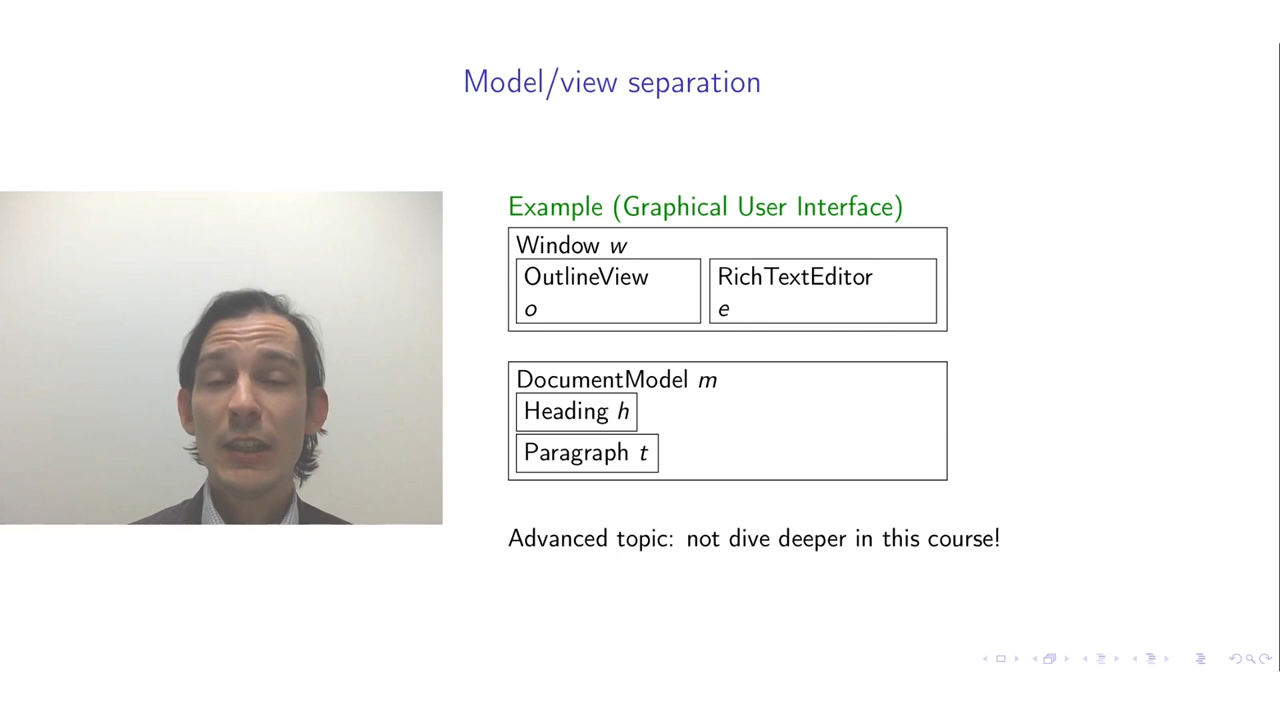 Model/view separation
Example (Graphical User Interface)
Window w
OutlineView
o
RichTextEditor
e
DocumentModel m
Heading h
Paragraph t
Advanced topic: not dive deeper in this course!